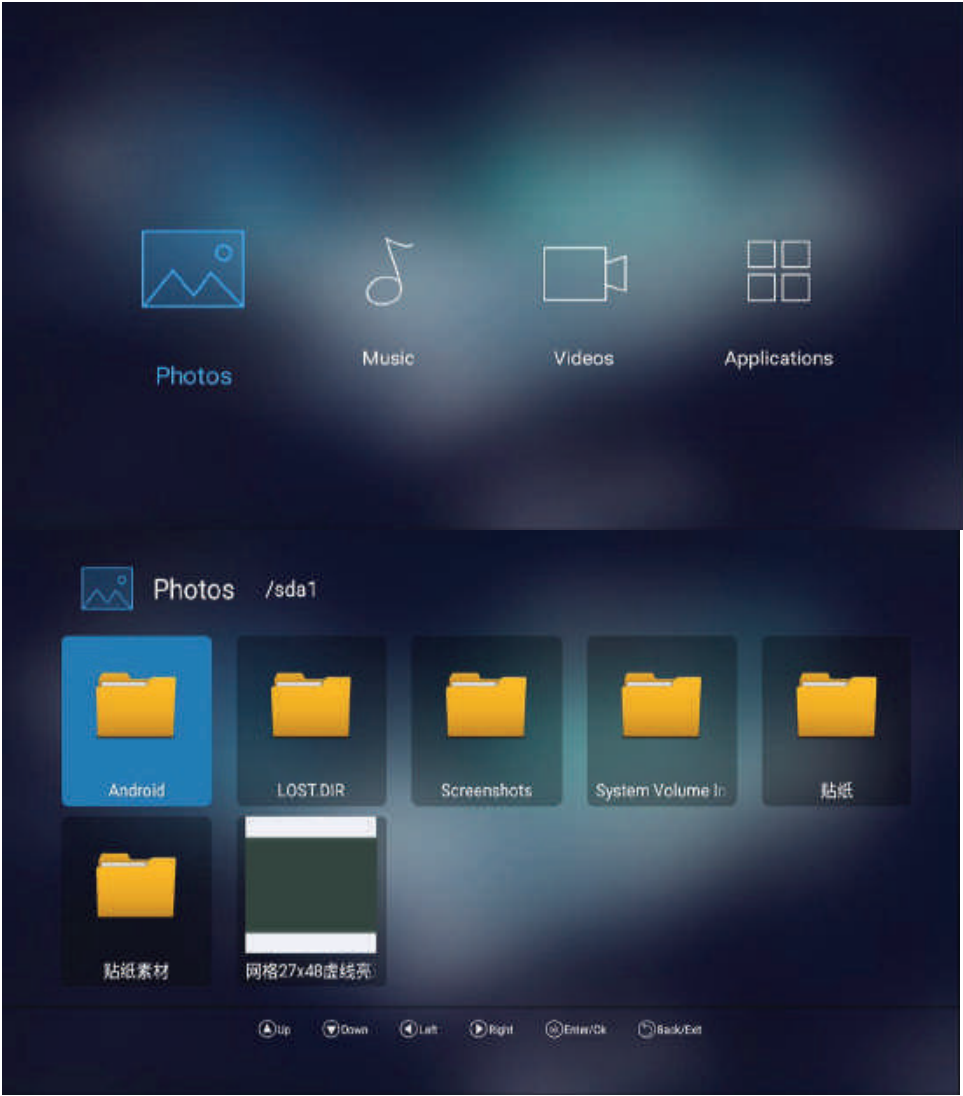 Photos
Music
Videos
Applications
Photos /sda1
Android
LOST.DIR
Screenshots
System Volume In
贴纸
贴纸素材
网格27x48虚线亮
Up
Down
Left
Right
ok Enter/Ok
Back/Exit